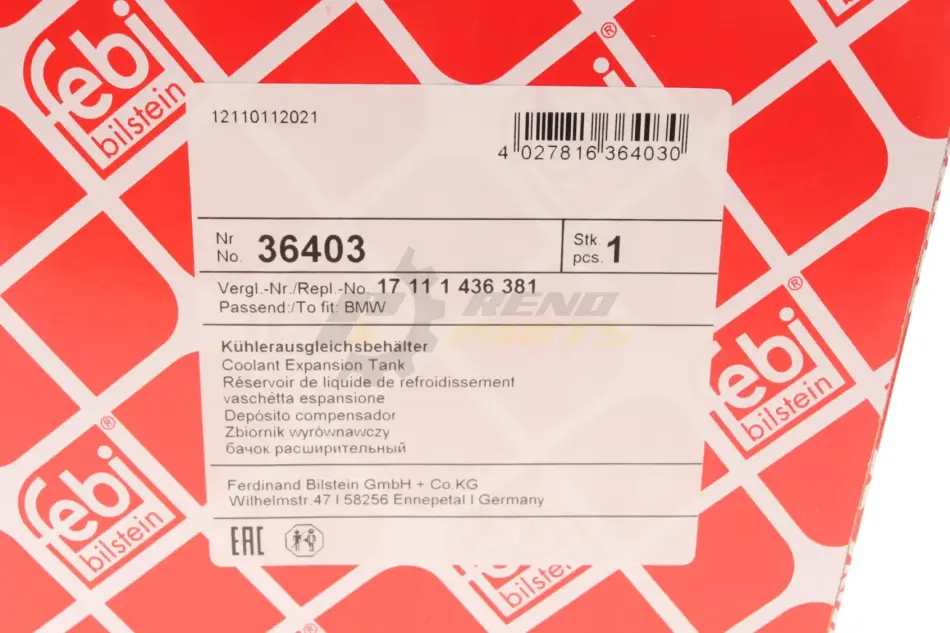 febi
bilstein
®
12110112021
4 027816 364030
Nr
No. 36403
Stk.
pcs. 1
Vergl.-Nr./Repl.-No. 17 11 1 436 381
Passend:/To fit: BMW
RENO
PARTS
Kühlerausgleichsbehälter
Coolant Expansion Tank
Réservoir de liquide de refroidissement
vaschétta espansione
Depósito compensador
Zbiornik wyrównawczy
бачок расширительный
Ferdinand Bilstein GmbH + Co.KG
Wilhelmstr.47 I 58256 Ennepetal I Germany
EAC
®
febi
bilstein
®
febi
bilstein
bilstein